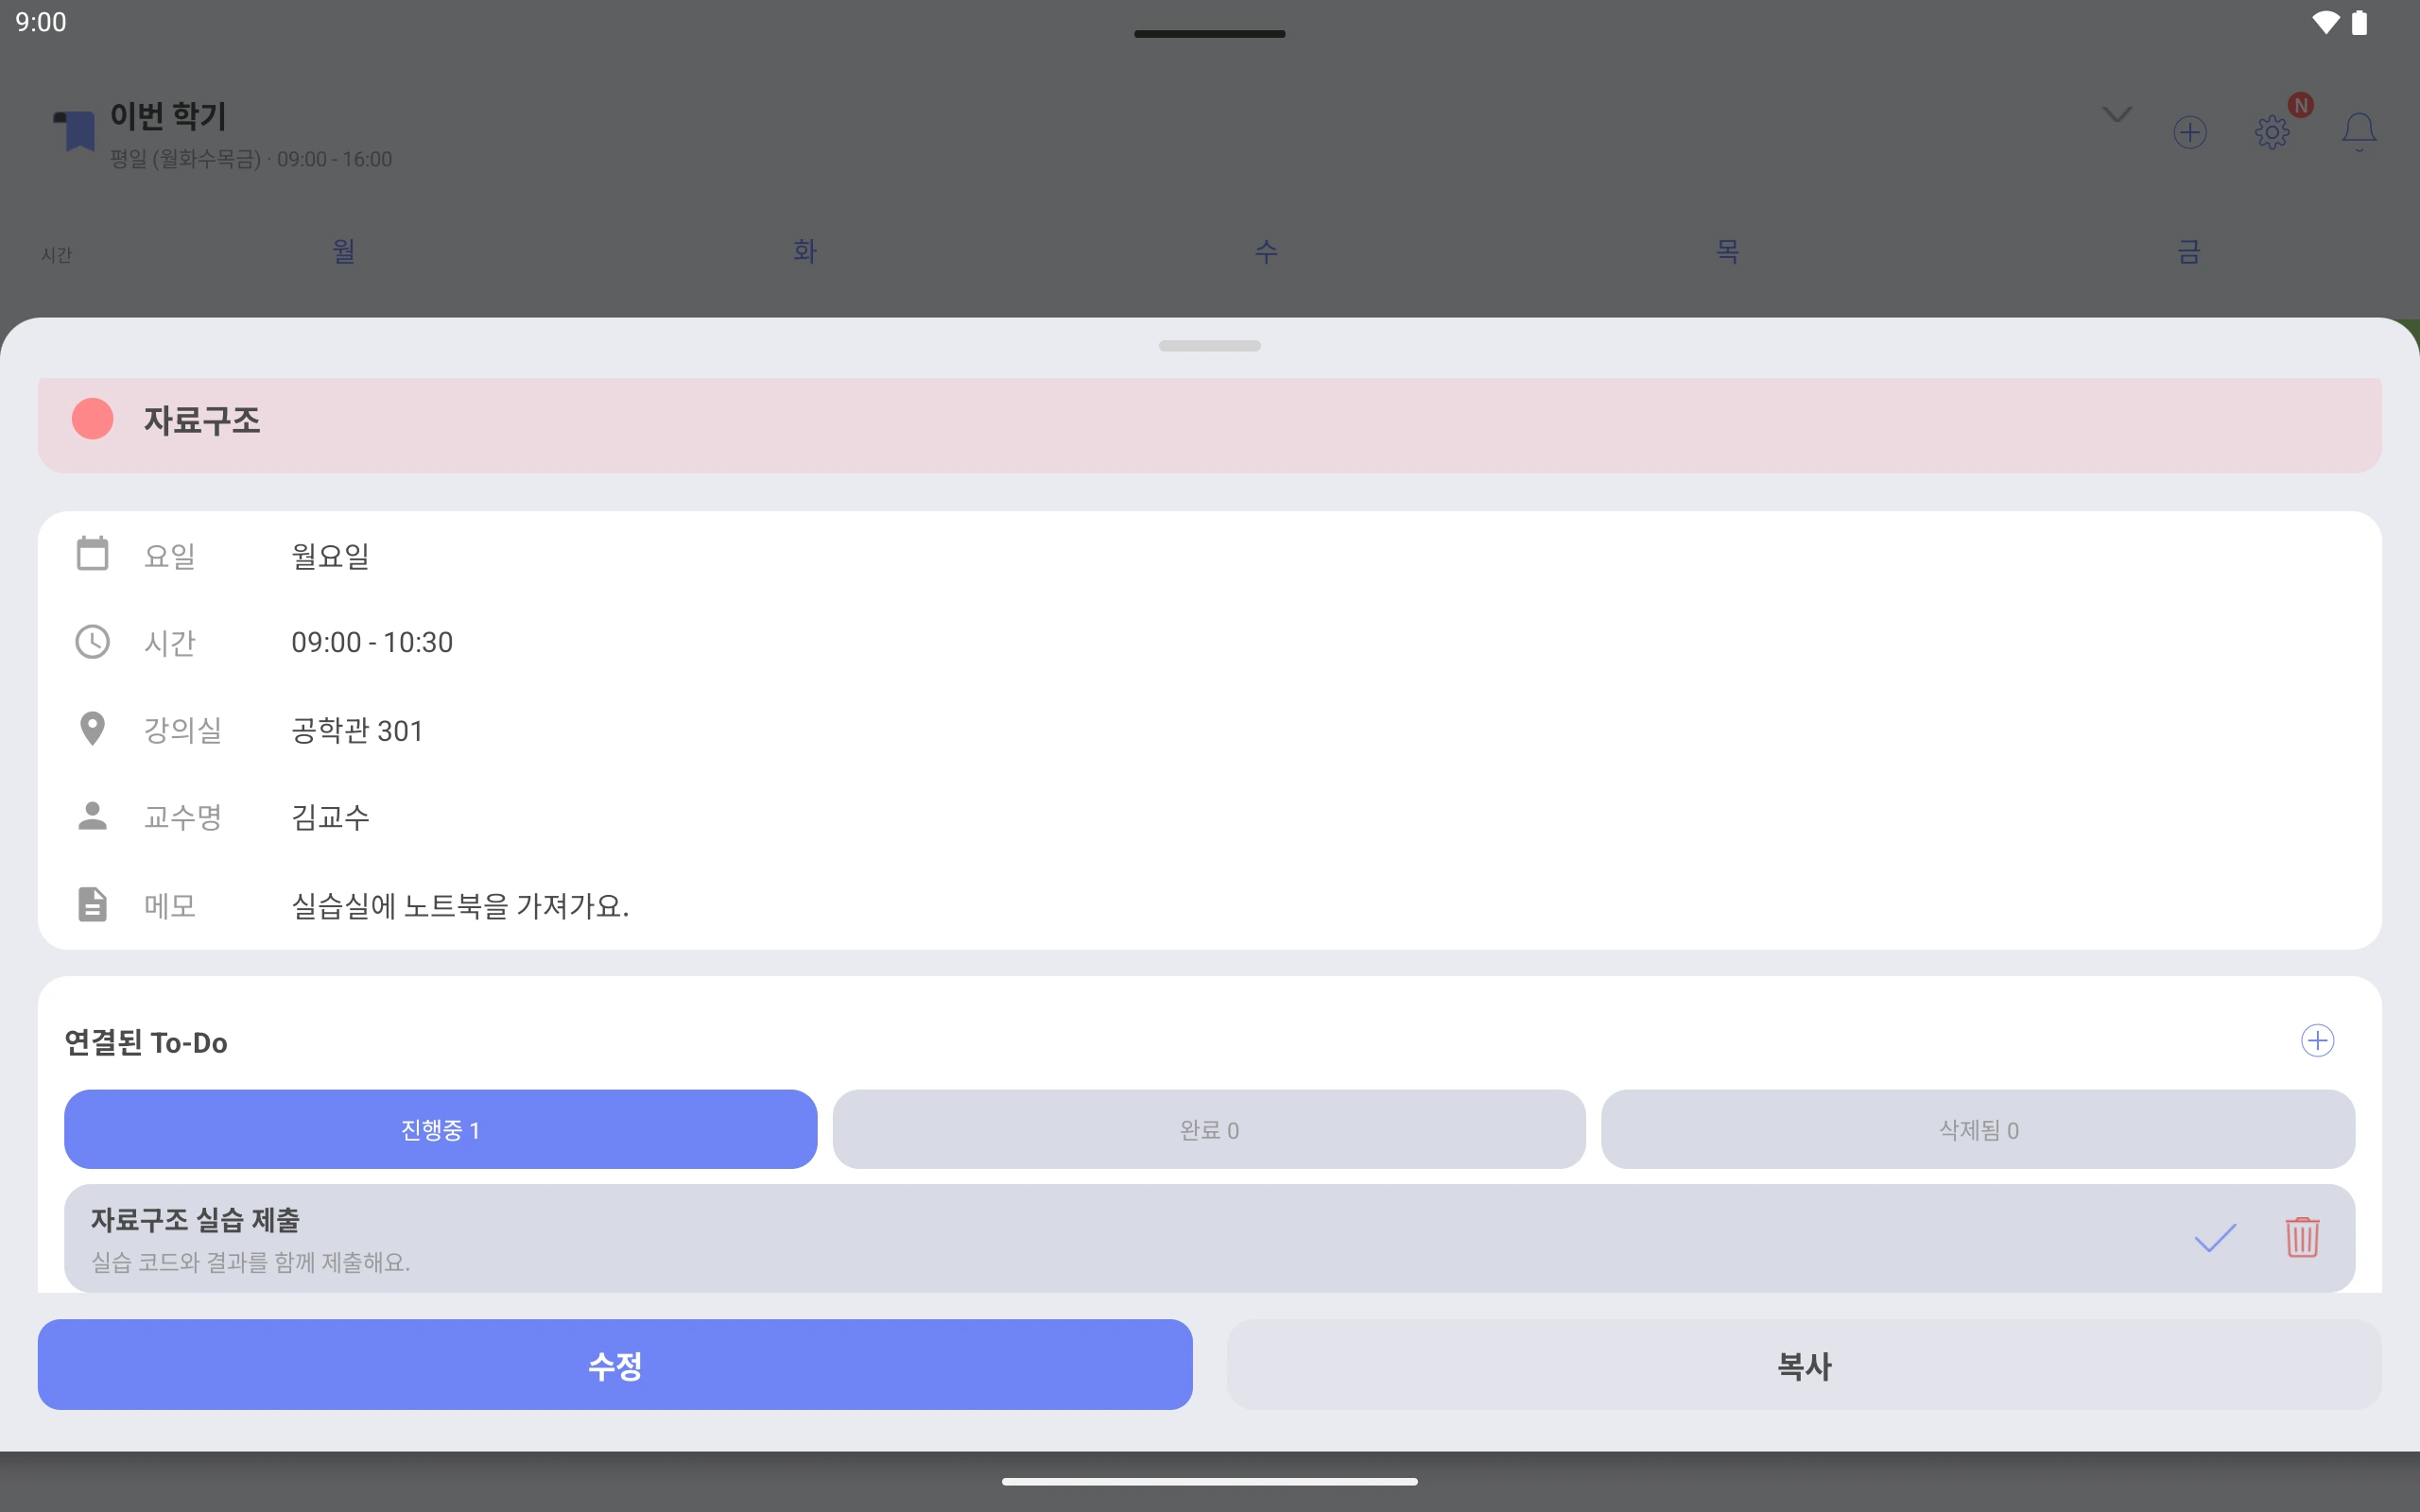 9:00
이번 학기
N
평일 (월화수목금) · 09:00 - 16:00
시간 월 화 수 목 금
자료구조
요일 월요일
시간 09:00 - 10:30
강의실 공학관 301
교수명 김교수
메모 실습실에 노트북을 가져가요.
연결된 To-Do
진행중 1 완료 0 삭제됨 0
자료구조 실습 제출
실습 코드와 결과를 함께 제출해요.
수정 복사